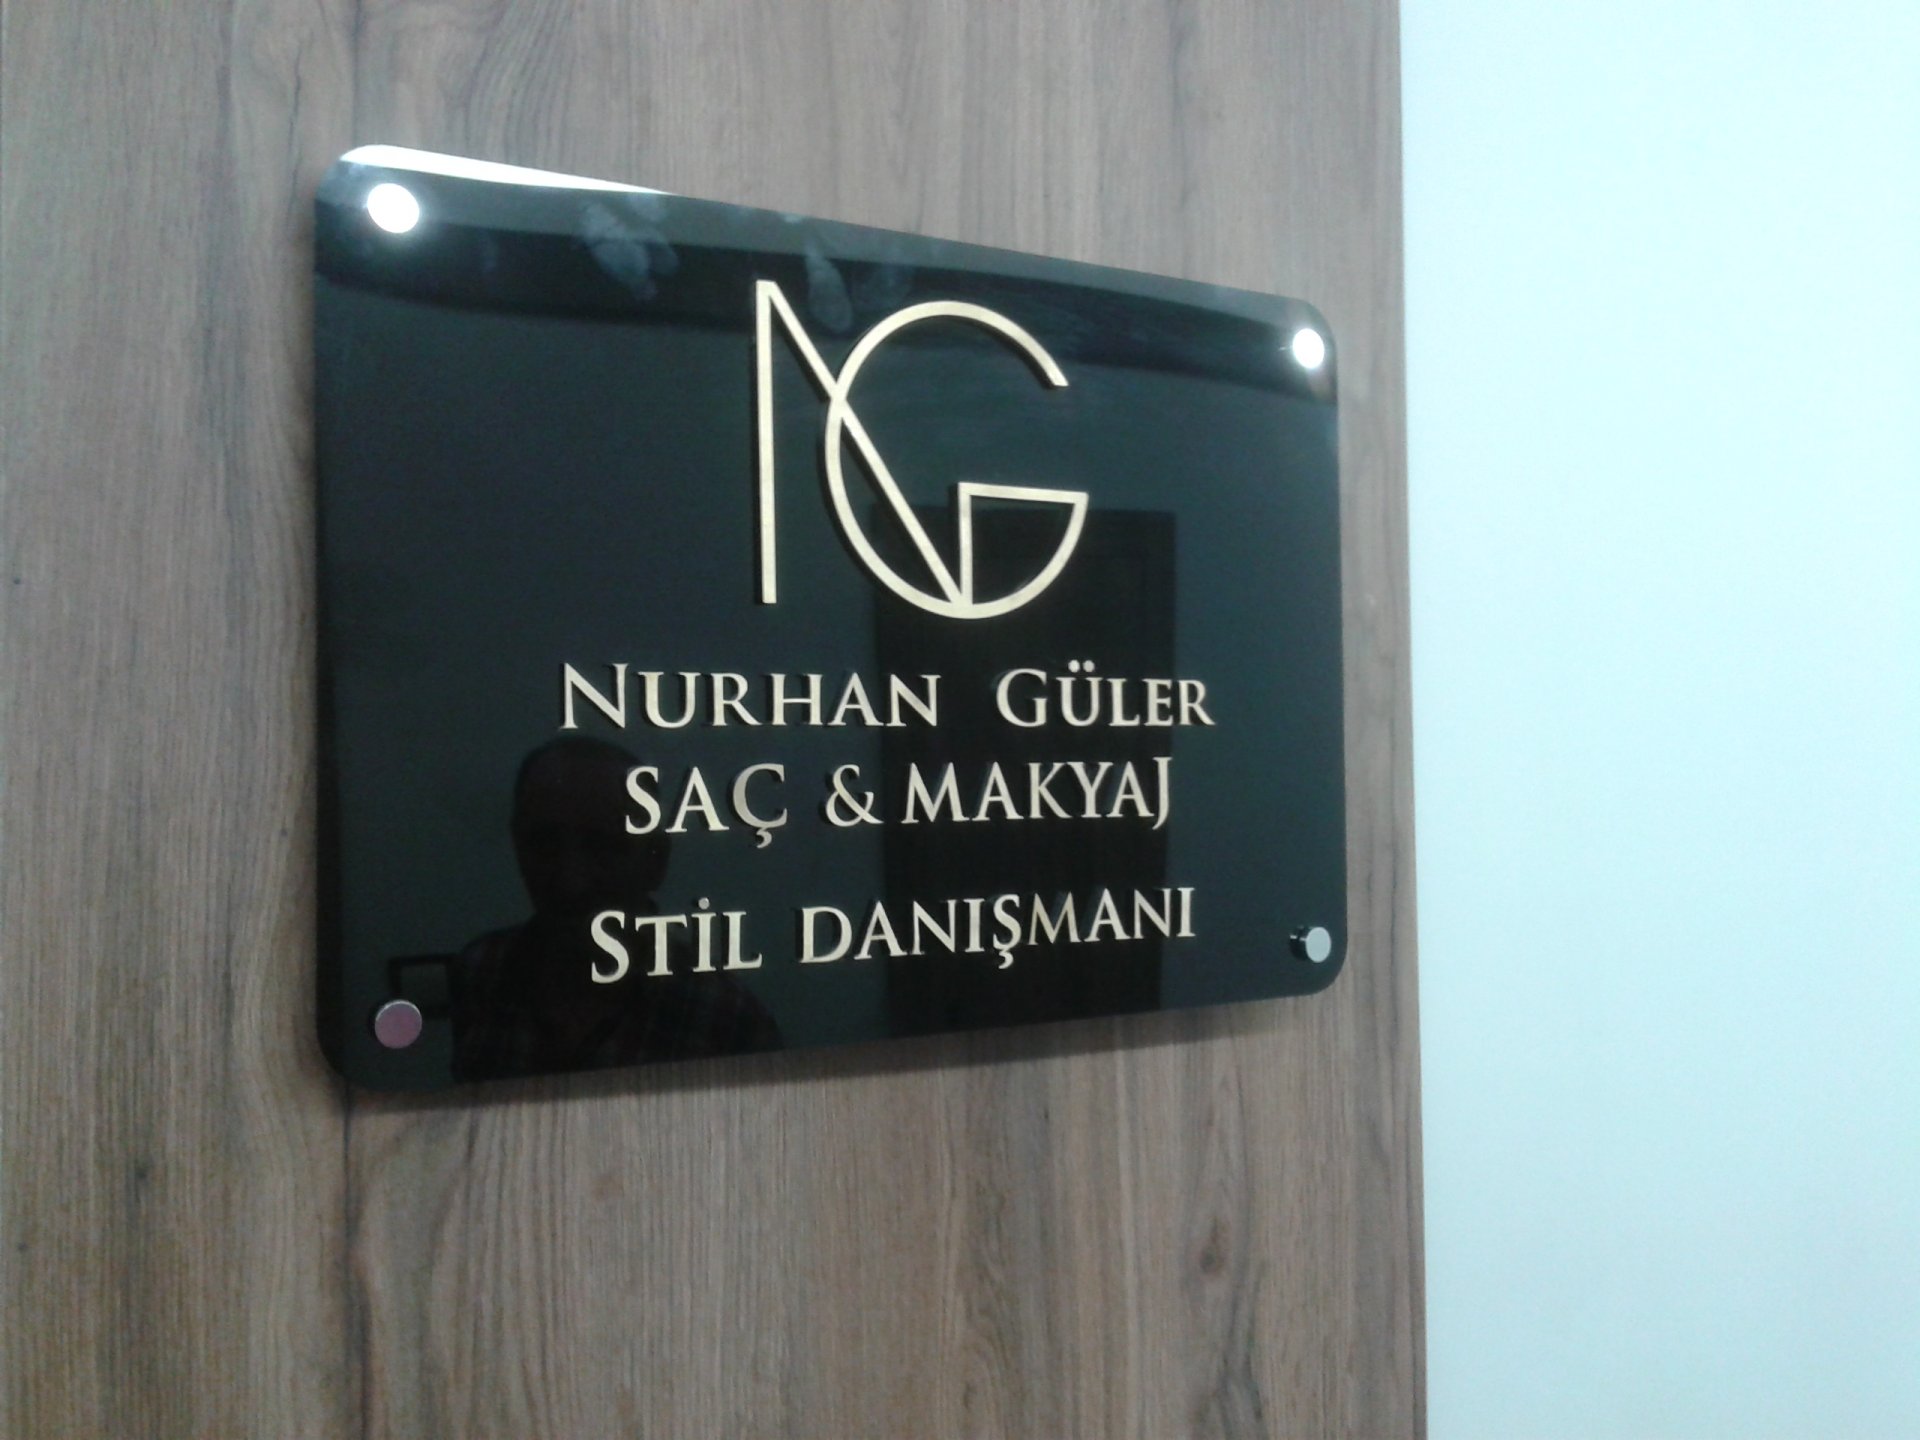 NG
NURHAN GÜLER
SAÇ & MAKYAJ
STİL DANIŞMANI